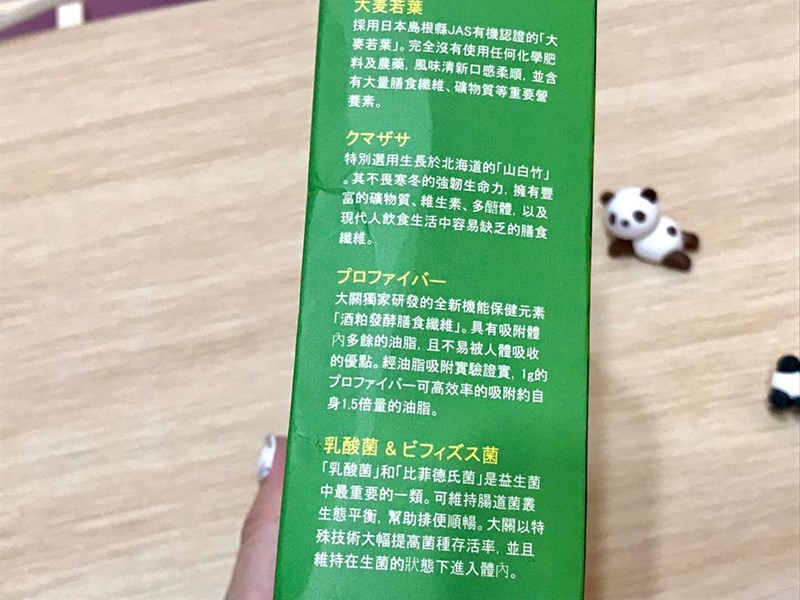 大麦若葉
採用日本島根縣JAS有機認證的「大
麥若葉」。完全沒有使用任何化學肥
料及農藥, 風味清新口感柔順, 並含
有大量膳食纖維、礦物質等重要營
養素。
クマザサ
特別選用生長於北海道的「山白竹」
。其不畏寒冬的強韌生命力, 擁有豐
富的礦物質、維生素、多醣體, 以及
現代人飲食生活中容易缺乏的膳食
纖維。
プロファイバー
大關獨家研發的全新機能保健元素
「酒粕發酵膳食纖維」。具有吸附體
內多餘的油脂, 且不易被人體吸收
的優點。經油脂吸附實驗證實, 1g的
プロファイバー可高效率的吸附約自
身1.5倍量的油脂。
乳酸菌 & ビフィズス菌
「乳酸菌」和「比菲德氏菌」是益生菌
中最重要的一類。可維持腸道菌叢
生態平衡, 幫助排便順暢。大關以特
殊技術大幅提高菌種存活率, 並且
維持在生菌的狀態下進入體內。